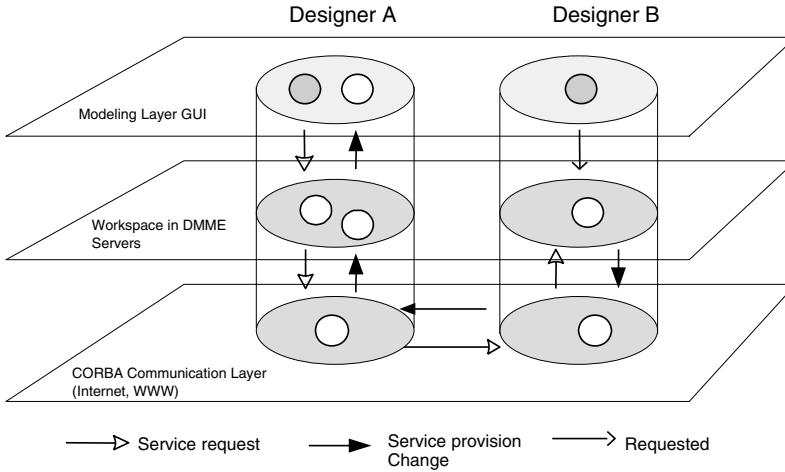 Designer A
Designer B
Modeling Layer GUI
Workspace in DMME
Servers
CORBA Communication Layer
(Internet, WWW)
Service request
Service provision
Change
Requested